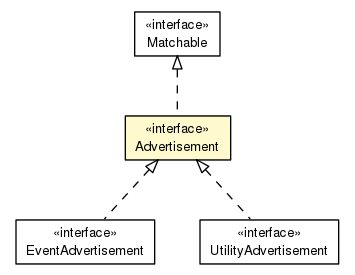 «interface»
Matchable
«interface»
Advertisement
«interface»
EventAdvertisement
«interface»
UtilityAdvertisement